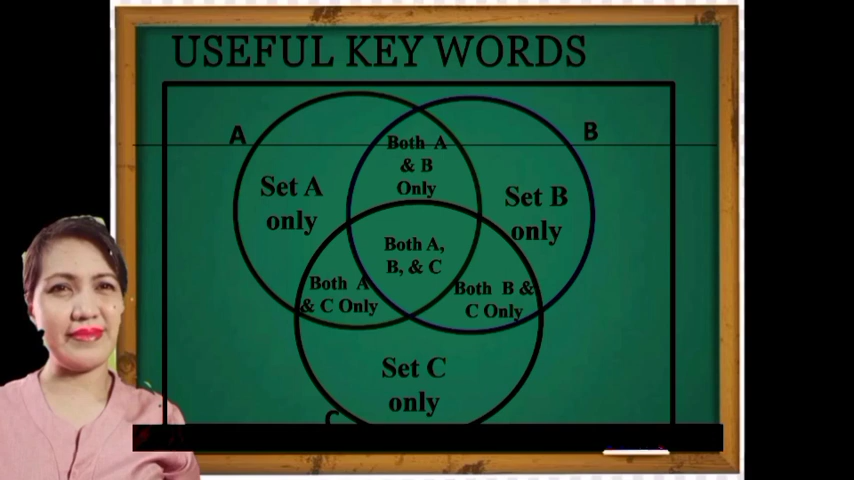 USEFUL KEY WORDS
A
B
Both A
& B
Only
Set A
only
Set B
only
Both A,
B, & C
Both A
& C Only
Both B &
C Only
Set C
only
C